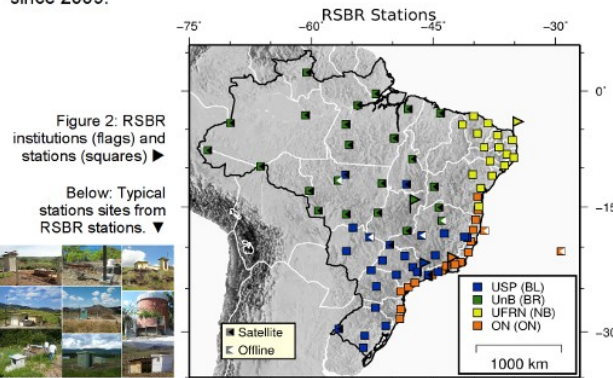 since 2009.
RSBR Stations
−75° −60° −45° −30°
Figure 2: RSBR
institutions (flags) and
stations (squares) ▶
Below: Typical
stations sites from
RSBR stations. ▼
0°
−15°
−30°
Satellite
Offline
USP (BL)
UnB (BR)
UFRN (NB)
ON (ON)
1000 km